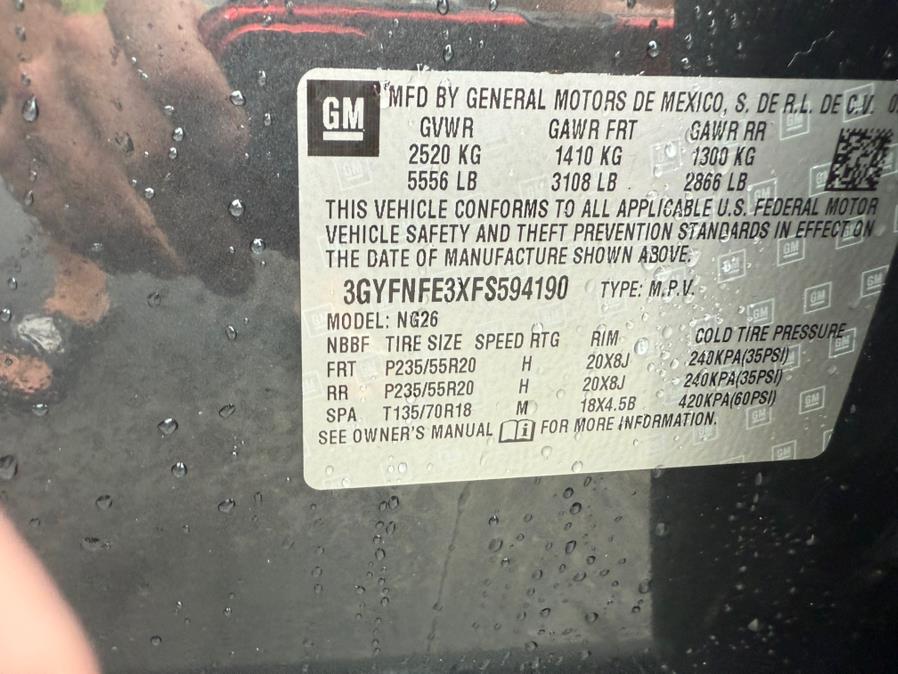 GM
MFD BY GENERAL MOTORS DE MEXICO, S. DE R.L. DE C.V. 0
GVWR GAWR FRT GAWR RR
2520 KG 1410 KG 1300 KG
5556 LB 3108 LB 2866 LB
THIS VEHICLE CONFORMS TO ALL APPLICABLE U.S. FEDERAL MOTOR
VEHICLE SAFETY AND THEFT PREVENTION STANDARDS IN EFFECT ON
THE DATE OF MANUFACTURE SHOWN ABOVE.
3GYFNFE3XFS594190 TYPE: M.P.V.
MODEL: NG26
NBBF TIRE SIZE SPEED RTG RIM COLD TIRE PRESSURE
FRT P235/55R20 H 20X8J 240KPA(35PSI)
RR P235/55R20 H 20X8J 240KPA(35PSI)
SPA T135/70R18 M 18X4.5B 420KPA(60PSI)
SEE OWNER'S MANUAL i FOR MORE INFORMATION.